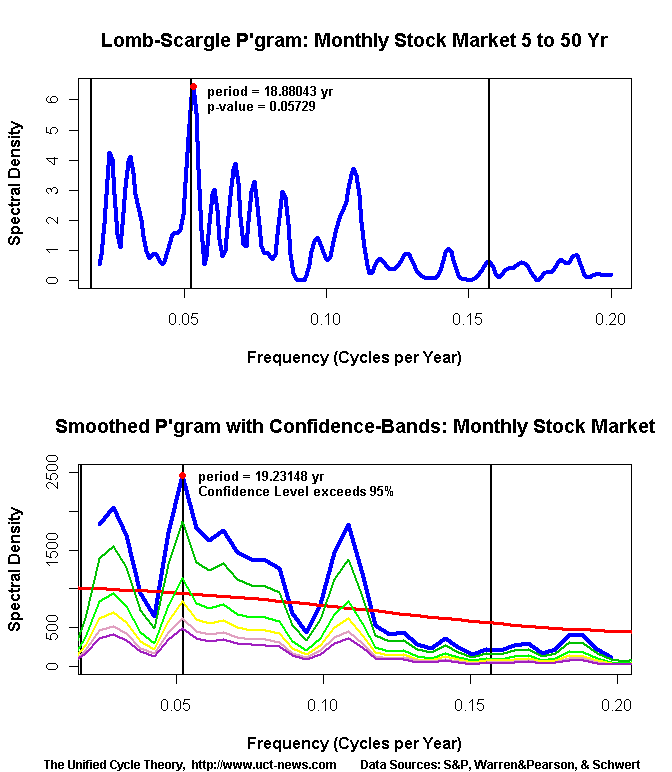 Lomb-Scargle P'gram: Monthly Stock Market 5 to 50 Yr
period = 18.88043 yr
p-value = 0.05729
Spectral Density
6
5
4
3
2
1
0
0.05 0.10 0.15 0.20
Frequency (Cycles per Year)
Smoothed P'gram with Confidence-Bands: Monthly Stock Market
period = 19.23148 yr
Confidence Level exceeds 95%
Spectral Density
2500
1500
500
0
0.05 0.10 0.15 0.20
Frequency (Cycles per Year)
The Unified Cycle Theory, http://www.uct-news.com Data Sources: S&P, Warren&Pearson, & Schwert